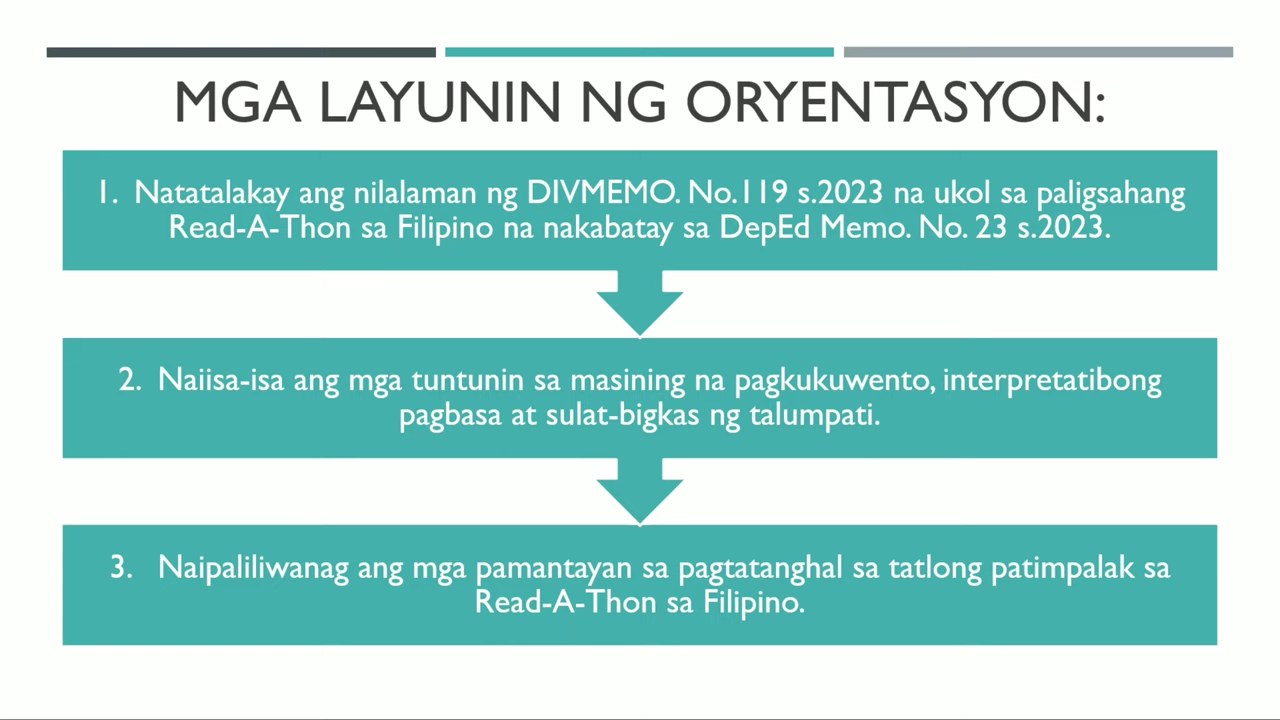 MGA LAYUNIN NG ORYENTASYON:
1. Natatalakay ang nilalaman ng DIVMEMO. No.119 s.2023 na ukol sa paligsahang
Read-A-Thon sa Filipino na nakabatay sa DepEd Memo. No. 23 s.2023.
2. Naiisa-isa ang mga tuntunin sa masining na pagkukuwento, interpretatibong
pagbasa at sulat-bigkas ng talumpati.
3. Naipaliliwanag ang mga pamantayan sa pagtatanghal sa tatlong patimpalak sa
Read-A-Thon sa Filipino.